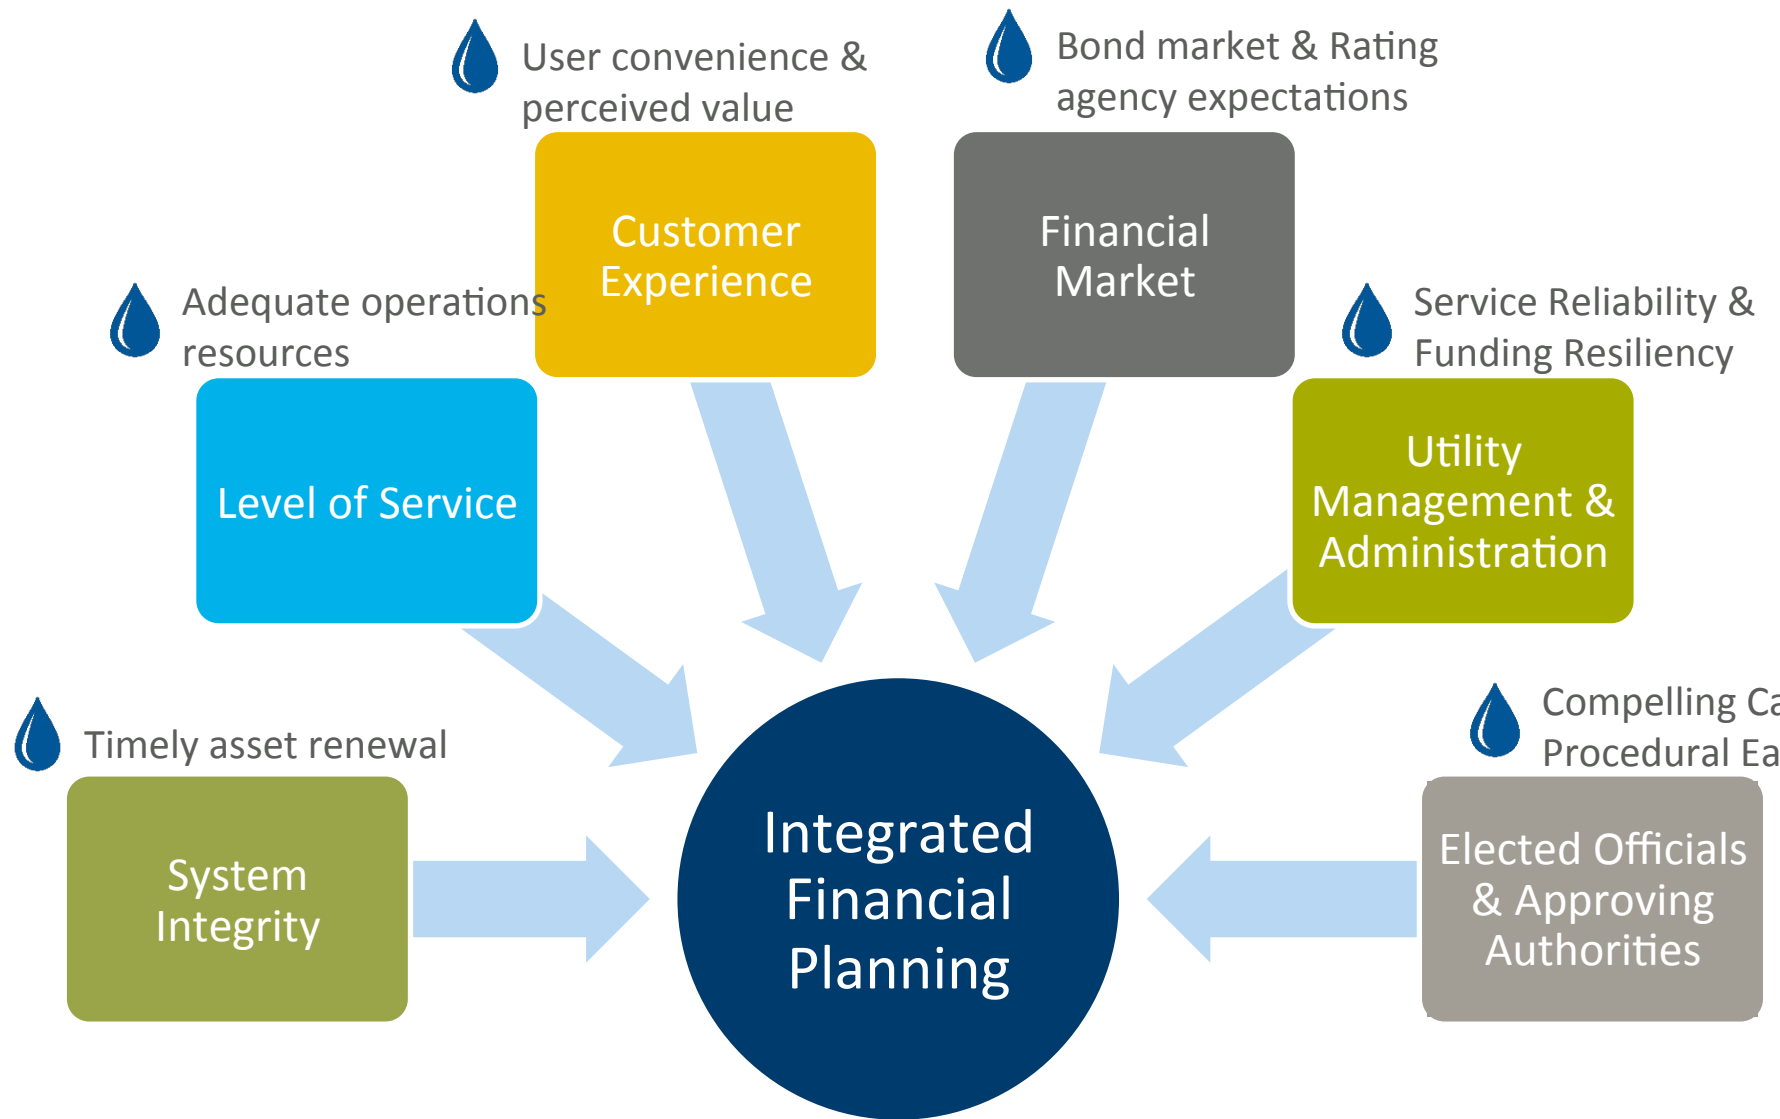 User convenience &
perceived value
Bond market & Rating
agency expectations
Customer
Experience
Financial
Market
Adequate operations
resources
Service Reliability &
Funding Resiliency
Level of Service
Utility
Management &
Administration
Timely asset renewal
Compelling
Procedural
System
Integrity
Integrated
Financial
Planning
Elected Officials
& Approving
Authorities